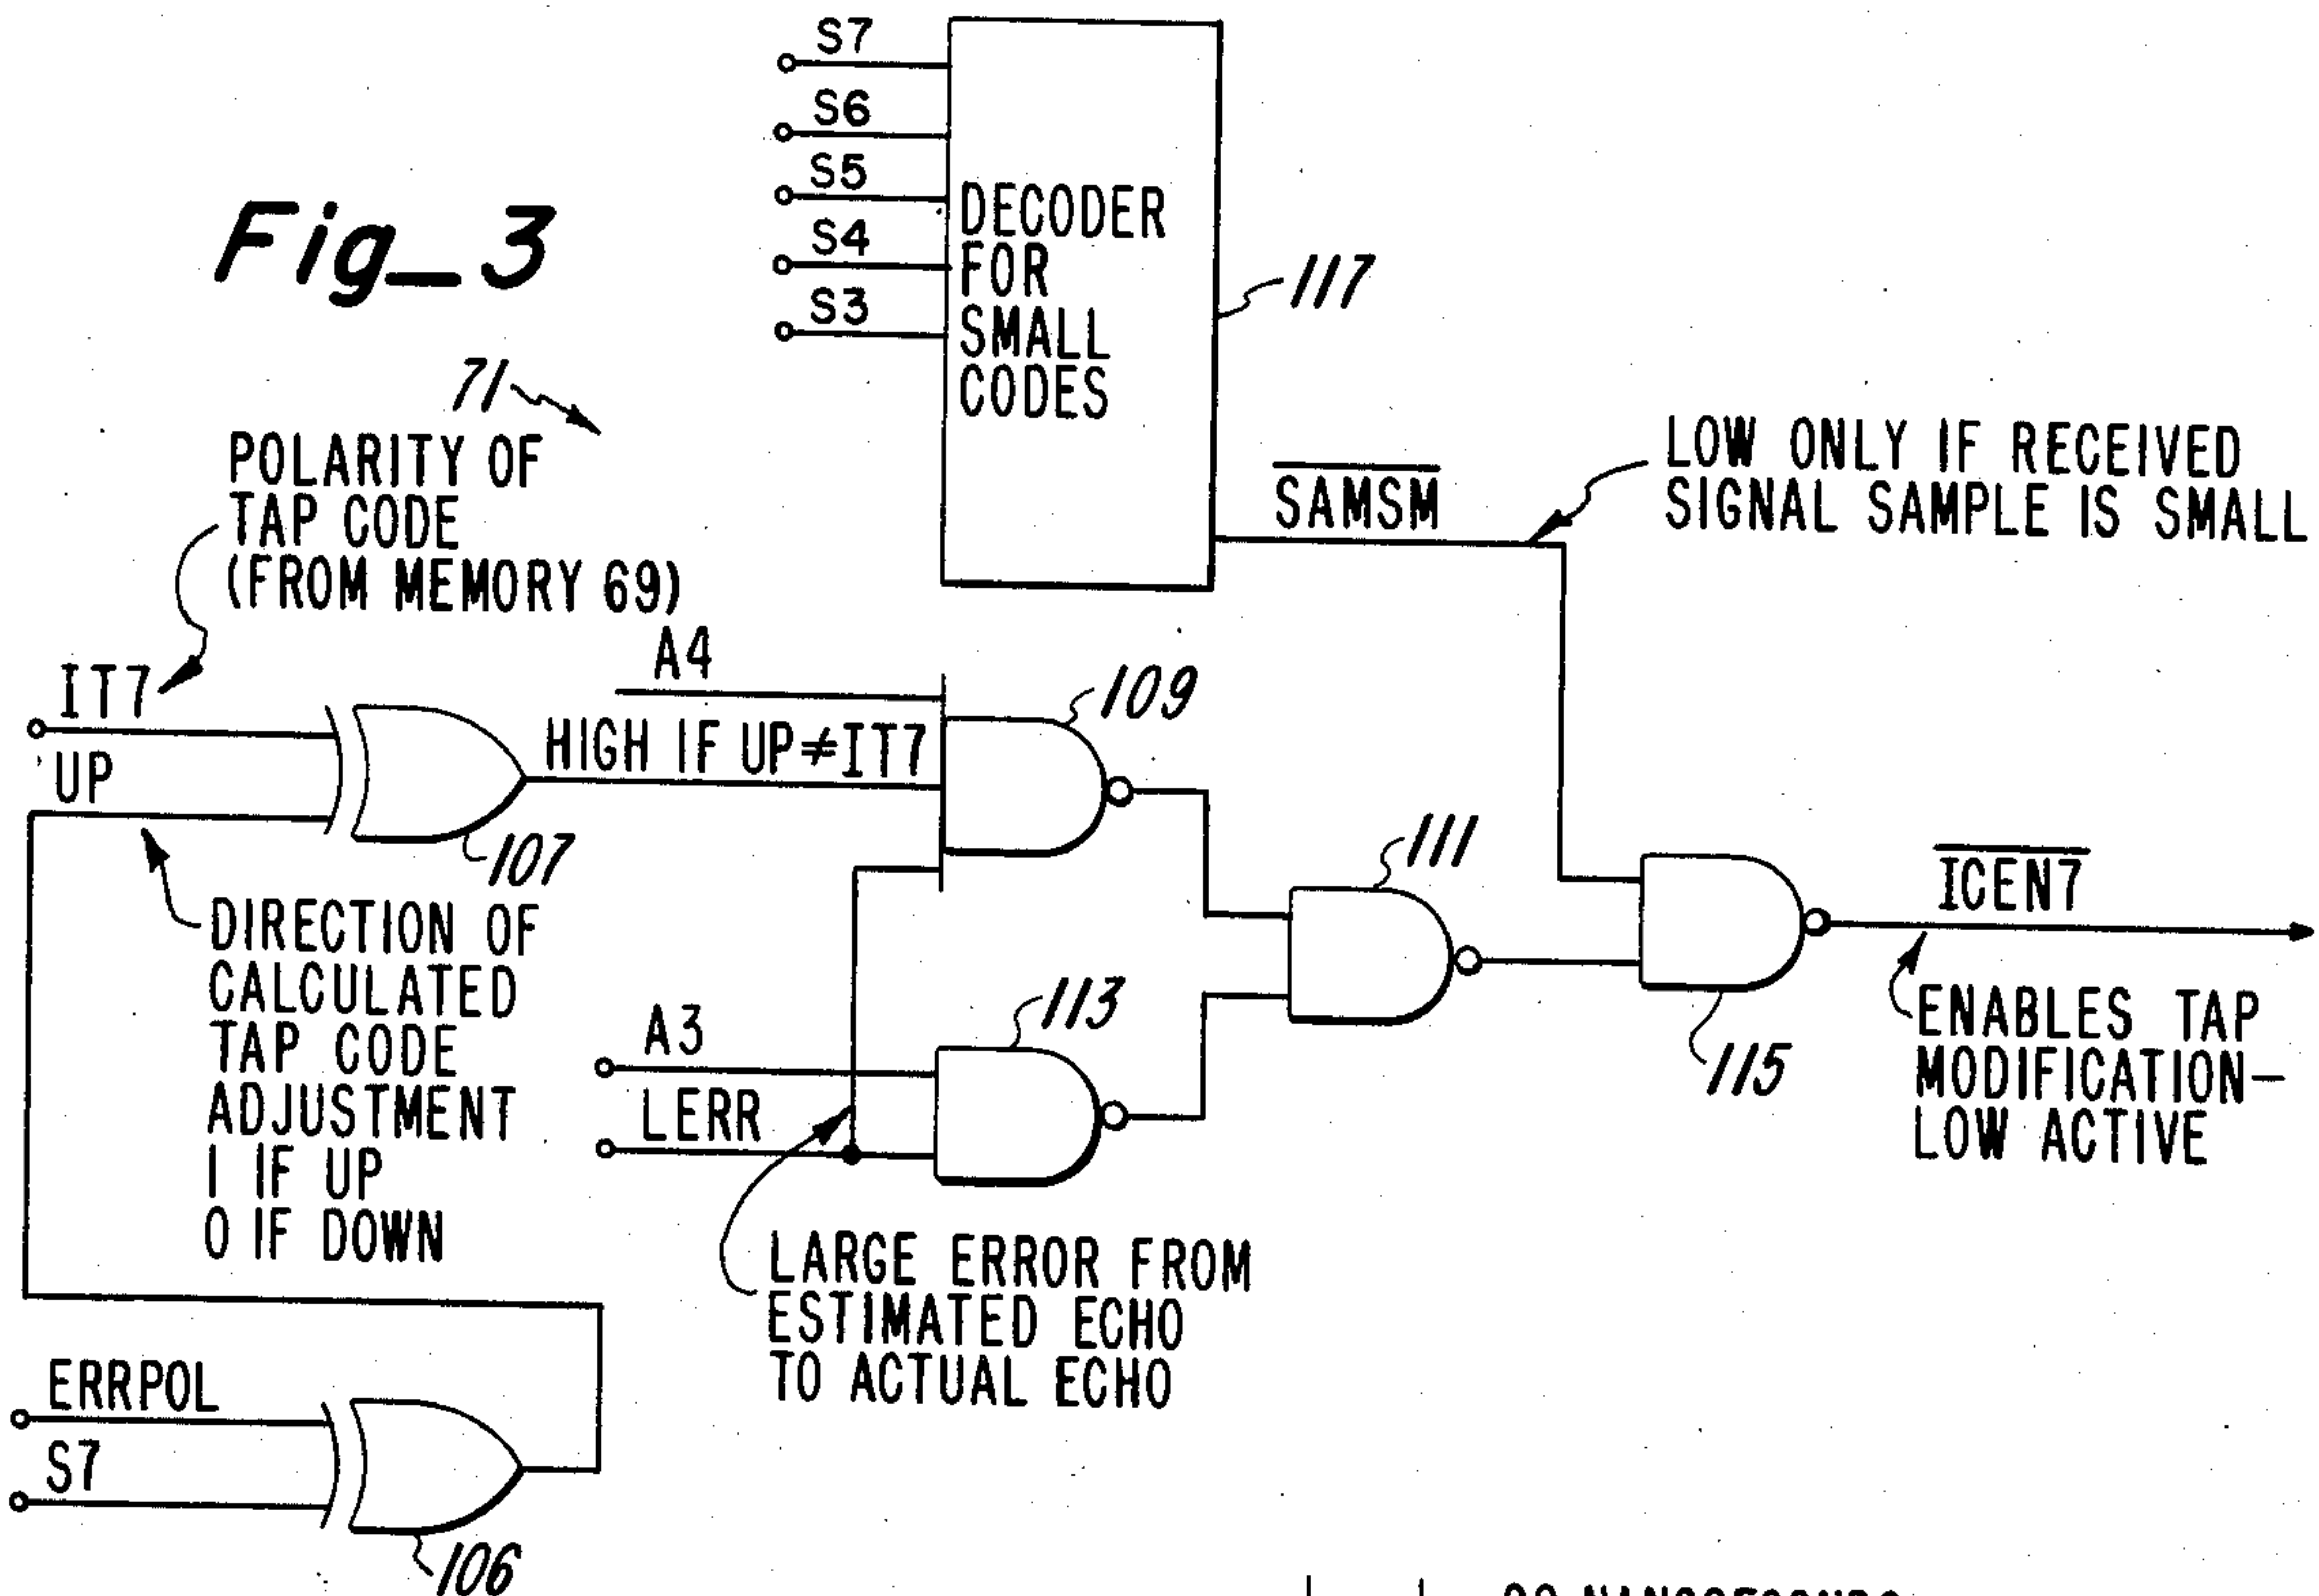 S7
S6
S5
S4
S3
DECODER
FOR
SMALL
CODES
117
Fig_3
71
POLARITY OF
TAP CODE
(FROM MEMORY 69)
SAMSM
LOW ONLY IF RECEIVED
SIGNAL SAMPLE IS SMALL
IT7
UP
107
A4
HIGH IF UP≠IT7
109
DIRECTION OF
CALCULATED
TAP CODE
ADJUSTMENT
1 IF UP
0 IF DOWN
A3
LERR
113
111
115
ICEN7
ENABLES TAP
MODIFICATION–
LOW ACTIVE
LARGE ERROR FROM
ESTIMATED ECHO
TO ACTUAL ECHO
ERRPOL
S7
106